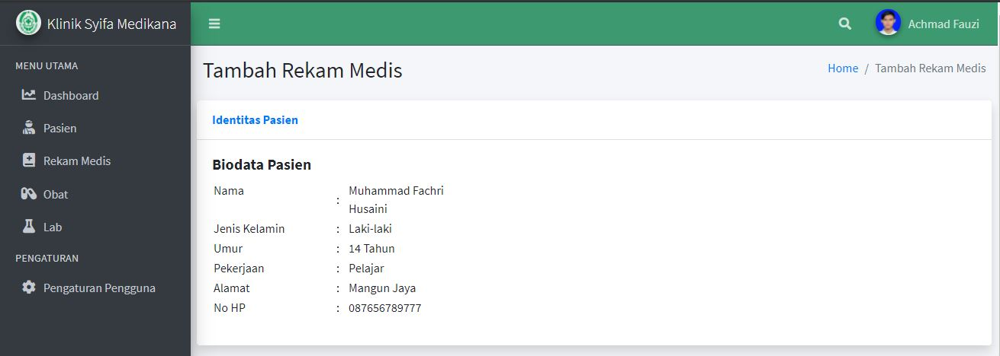 Klinik Syifa Medikana
Achmad Fauzi
MENU UTAMA
Dashboard
Pasien
Rekam Medis
Obat
Lab
PENGATURAN
Pengaturan Pengguna
Tambah Rekam Medis
Home / Tambah Rekam Medis
Identitas Pasien
Biodata Pasien
Nama : Muhammad Fachri
Husaini
Jenis Kelamin : Laki-laki
Umur : 14 Tahun
Pekerjaan : Pelajar
Alamat : Mangun Jaya
No HP : 087656789777